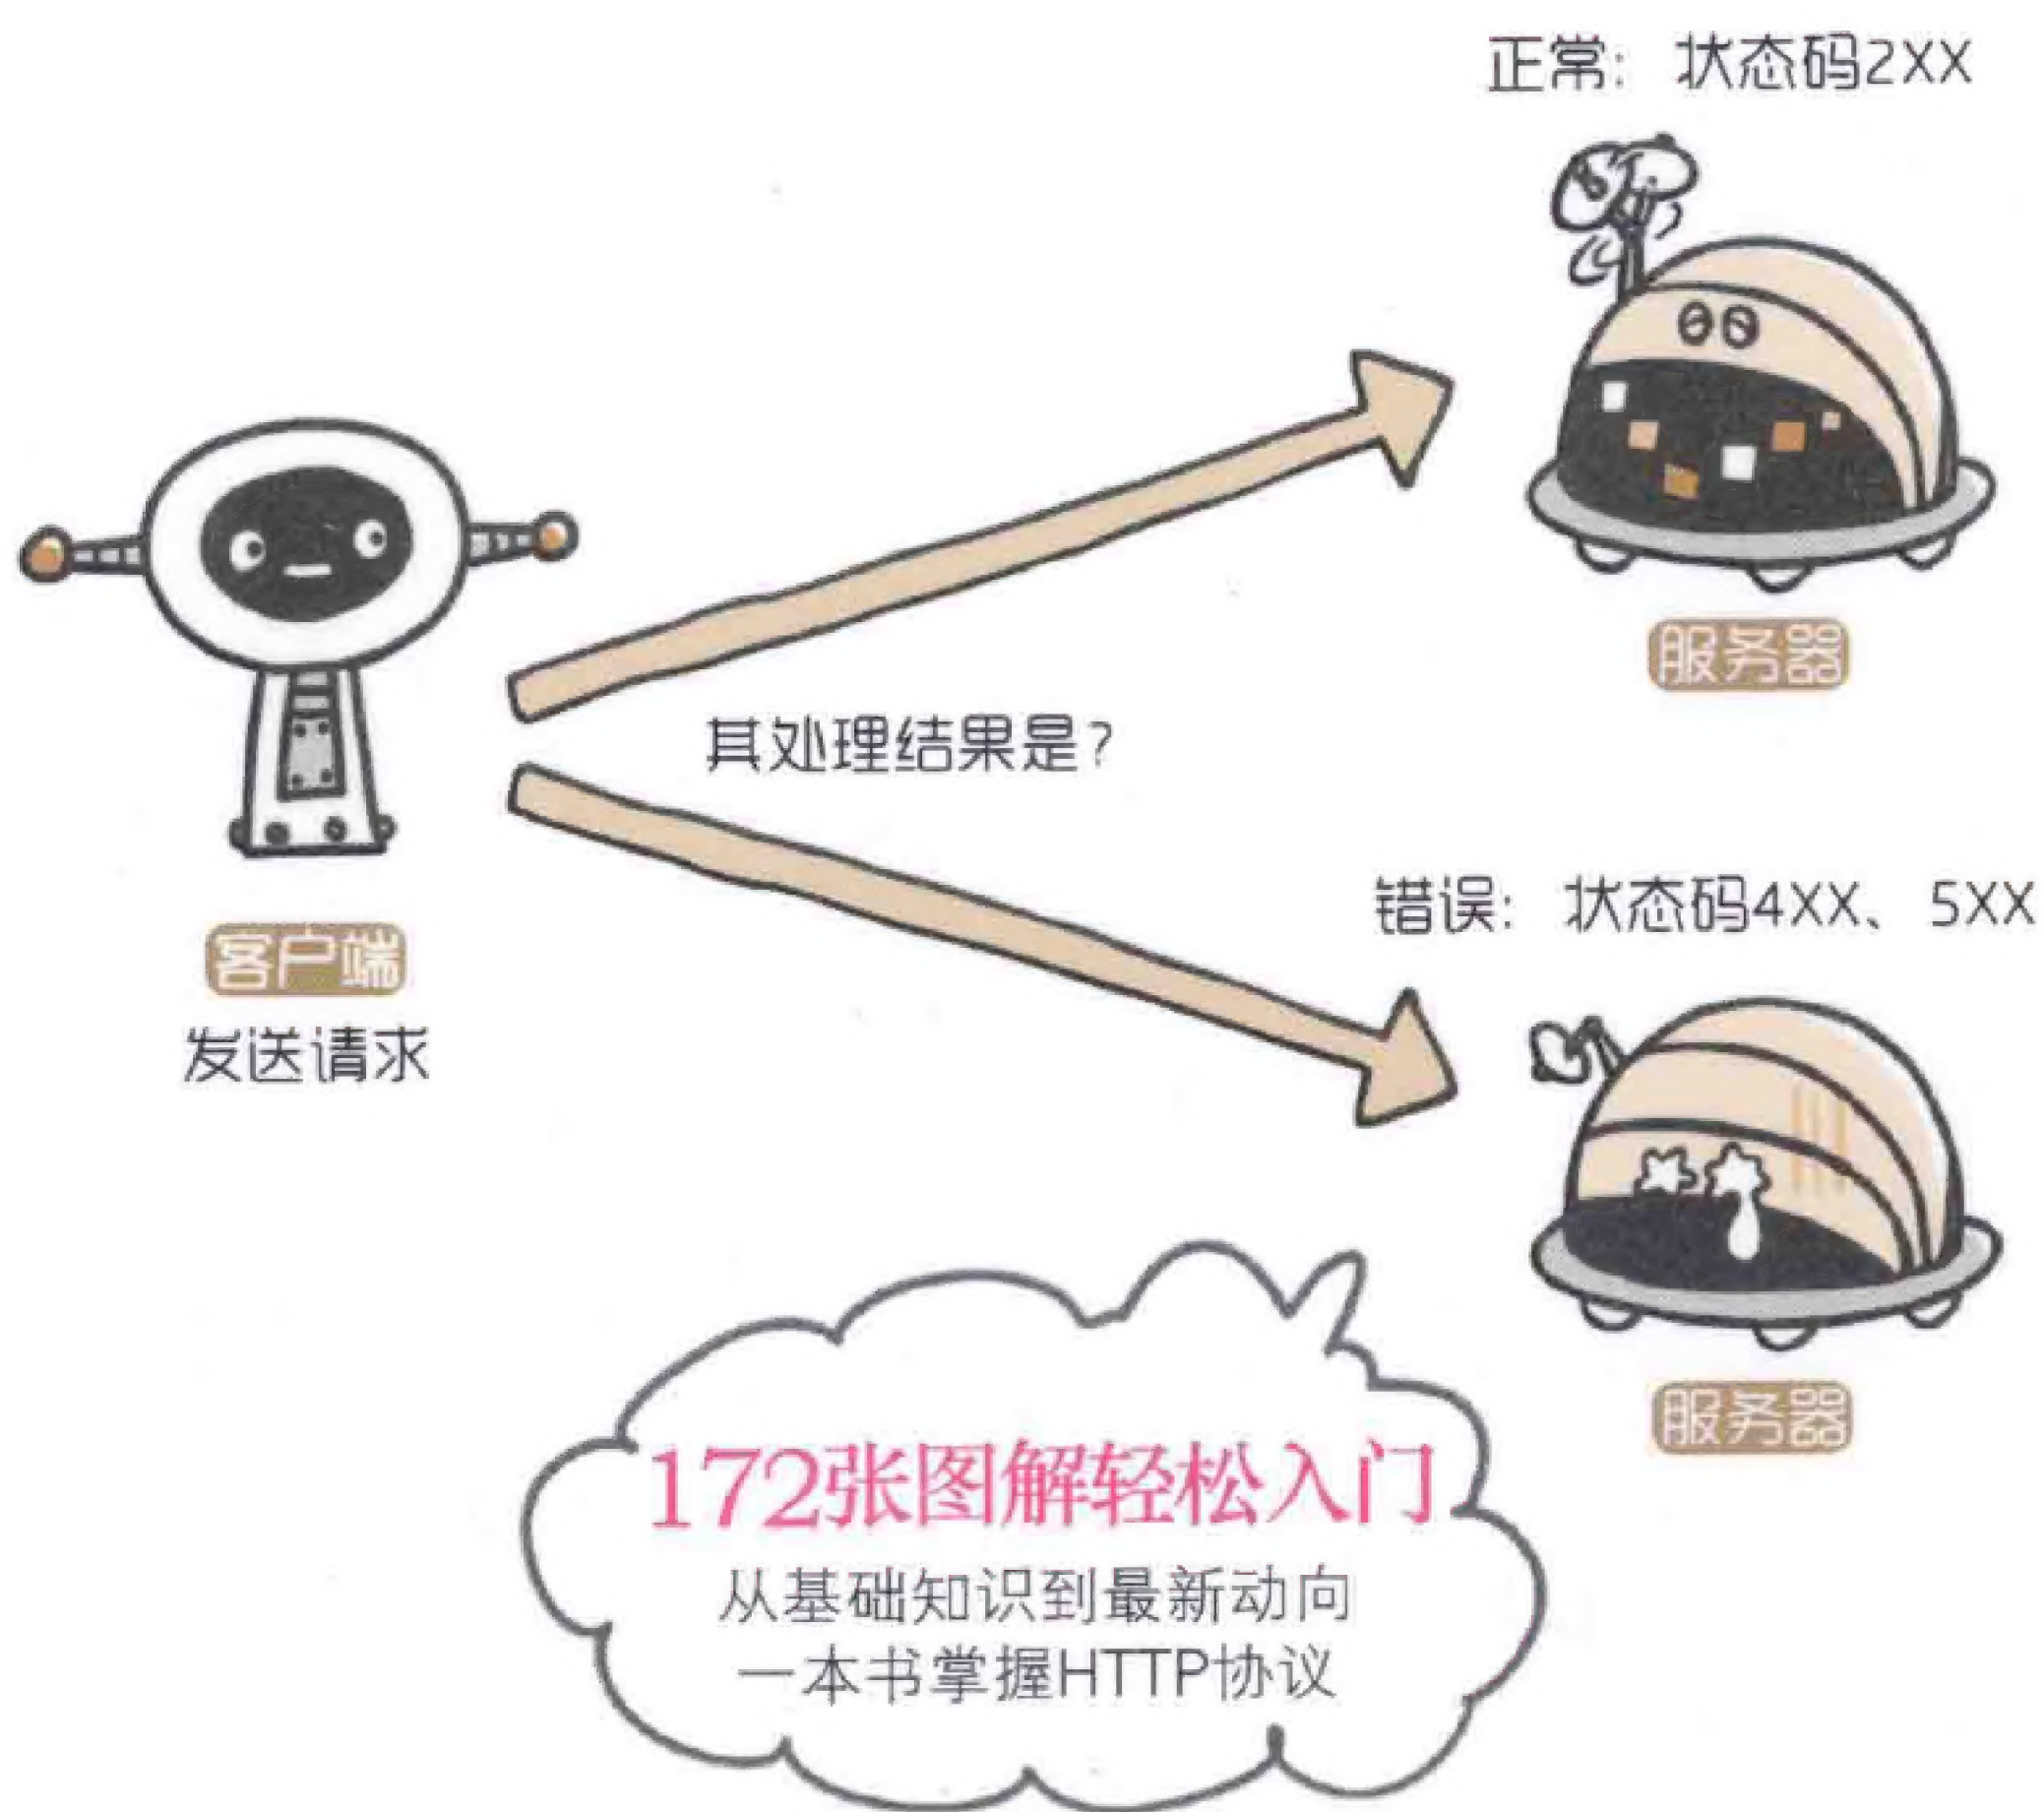 正常：状态码2XX
服务器
其处理结果是？
客户端
发送请求
错误：状态码4XX、5XX
服务器
172张图解轻松入门
从基础知识到最新动向
一本书掌握HTTP协议